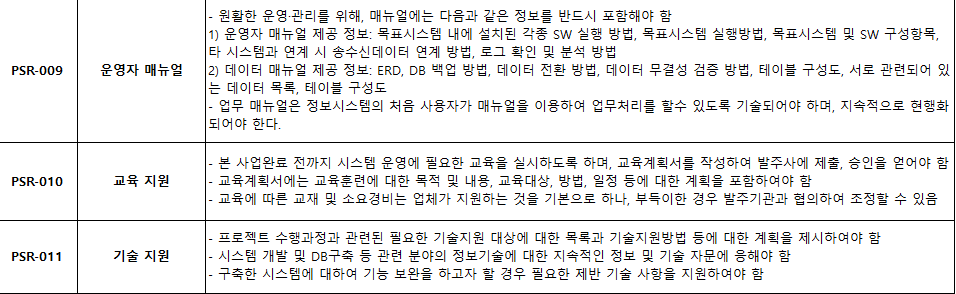 - 원활한 운영·관리를 위해, 매뉴얼에는 다음과 같은 정보를 반드시 포함해야 함
1) 운영자 매뉴얼 제공 정보: 목표시스템 내에 설치된 각종 SW 실행 방법, 목표시스템 실행방법, 목표시스템 및 SW 구성항목,
타 시스템과 연계 시 송수신데이터 연계 방법, 로그 확인 및 분석 방법
PSR-009 운영자 매뉴얼
2) 데이터 매뉴얼 제공 정보: ERD, DB 백업 방법, 데이터 전환 방법, 데이터 무결성 검증 방법, 테이블 구성도, 서로 관련되어 있
는 데이터 목록, 테이블 구성도
- 업무 매뉴얼은 정보시스템의 처음 사용자가 매뉴얼을 이용하여 업무처리를 할수 있도록 기술되어야 하며, 지속적으로 현행화
되어야 한다.
- 본 사업완료 전까지 시스템 운영에 필요한 교육을 실시하도록 하며, 교육계획서를 작성하여 발주사에 제출, 승인을 얻어야 함
PSR-010 교육 지원 - 교육계획서에는 교육훈련에 대한 목적 및 내용, 교육대상, 방법, 일정 등에 대한 계획을 포함하여야 함
- 교육에 따른 교재 및 소요경비는 업체가 지원하는 것을 기본으로 하나, 부득이한 경우 발주기관과 협의하여 조정할 수 있음
- 프로젝트 수행과정과 관련된 필요한 기술지원 대상에 대한 목록과 기술지원방법 등에 대한 계획을 제시하여야 함
PSR-011 기술 지원 - 시스템 개발 및 DB구축 등 관련 분야의 정보기술에 대한 지속적인 정보 및 기술 자문에 응해야 함
- 구축한 시스템에 대하여 기능 보완을 하고자 할 경우 필요한 제반 기술 사항을 지원하여야 함